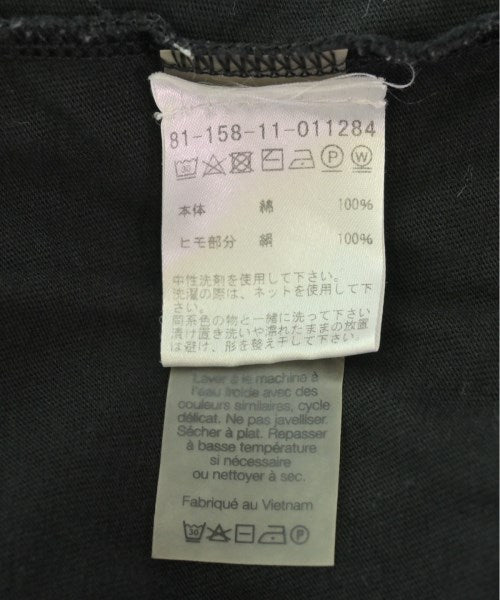 81-158-11-011284
30 P W
本体 綿 100%
ヒモ部分 絹 100%
中性洗剤を使用して下さい。
洗濯の際は、ネットを使用して下さい。
同系色の物と一緒に洗って下さい
漬け置き洗いや濡れたままの放置
は避け、形を整え干して下さい。
Laver à le machine à
l'eau froide avec des
couleurs similaires, cycle
délicat. Ne pas javelliser.
Sécher à plat. Repasser
à basse température
si nécessaire
ou nettoyer à sec.
Fabriqué au Vietnam
30 P